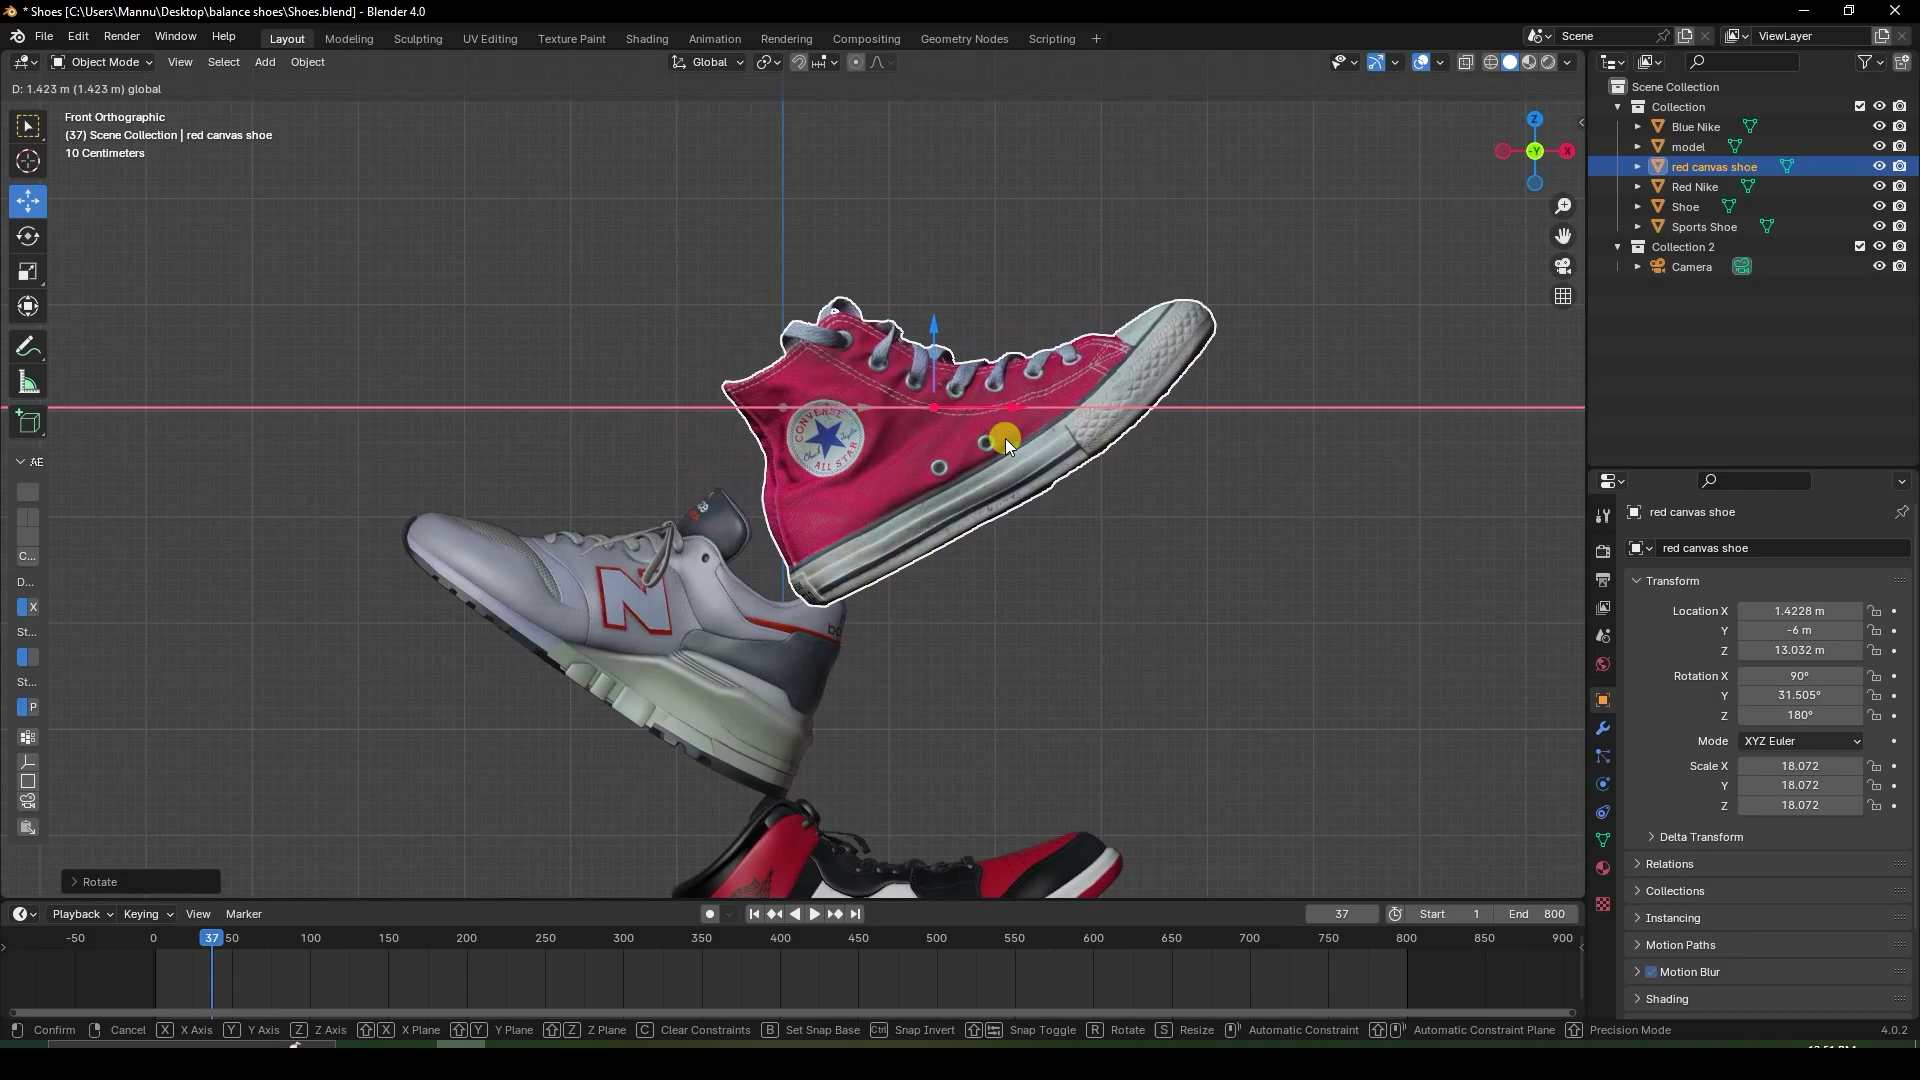 * Shoes [C:\Users\Mannu\Desktop\balance shoes\Shoes.blend] - Blender 4.0
File Edit Render Window Help Layout Modeling Sculpting UV Editing Texture Paint Shading Animation Rendering Compositing Geometry Nodes Scripting + Scene ViewLayer
Object Mode View Select Add Object Global
D: 1.423 m (1.423 m) global
Front Orthographic
(37) Scene Collection | red canvas shoe
10 Centimeters
Z
-Y X
Scene Collection
Collection
Blue Nike
model
red canvas shoe
Red Nike
Shoe
Sports Shoe
Collection 2
Camera
CONVERSE
ALL STAR
N
AE
C...
D...
X
St...
St...
P
Rotate
red canvas shoe
red canvas shoe
Transform
Location X 1.4228 m
Y -6 m
Z 13.032 m
Rotation X 90°
Y 31.505°
Z 180°
Mode XYZ Euler
Scale X 18.072
Y 18.072
Z 18.072
Delta Transform
Relations
Collections
Instancing
Motion Paths
Motion Blur
Shading
Playback Keying View Marker 37 Start 1 End 800
-50 0 37 50 100 150 200 250 300 350 400 450 500 550 600 650 700 750 800 850 900
Confirm Cancel X X Axis Y Y Axis Z Z Axis X X Plane Y Y Plane Z Z Plane C Clear Constraints B Set Snap Base Ctrl Snap Invert Snap Toggle R Rotate S Resize Automatic Constraint Automatic Constraint Plane Precision Mode 4.0.2